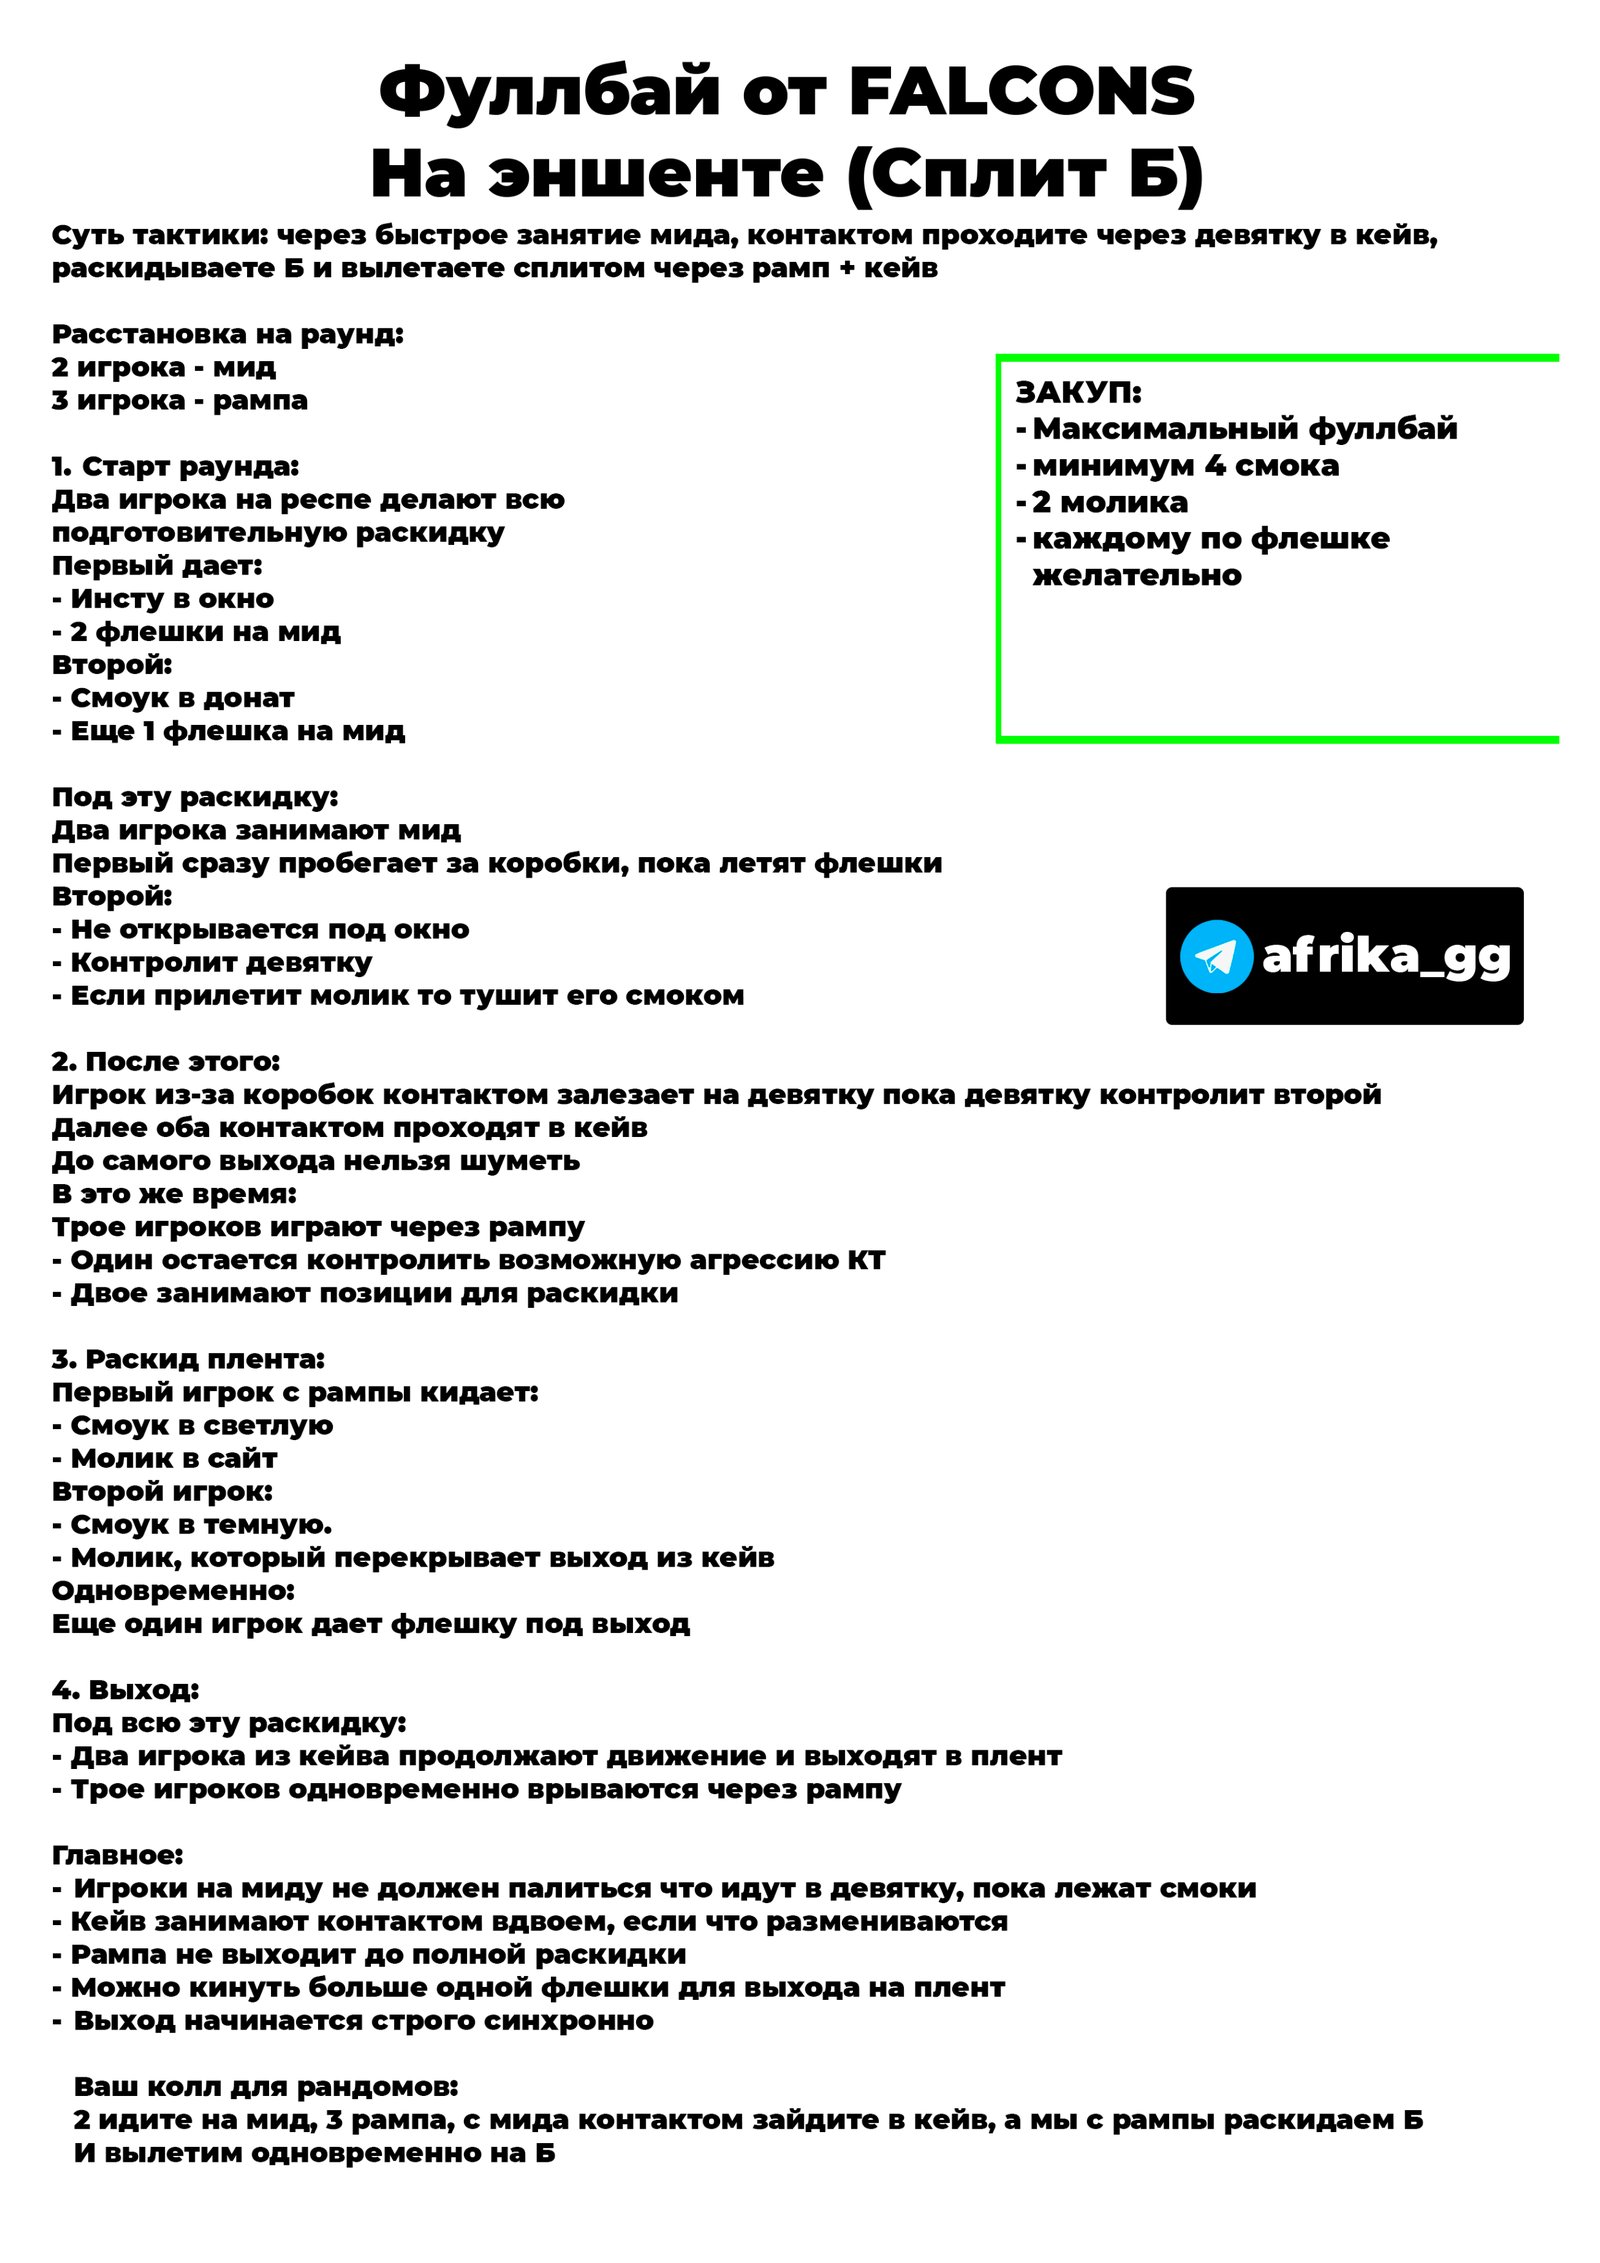 Фуллбай от FALCONS
На эншенте (Сплит Б)
Суть тактики: через быстрое занятие мида, контактом проходите через девятку в кейв,
раскидываете Б и вылетаете сплитом через рамп + кейв
Расстановка на раунд:
2 игрока - мид
3 игрока - рампа
ЗАКУП:
- Максимальный фуллбай
- минимум 4 смока
- 2 молика
- каждому по флешке
желательно
1. Старт раунда:
Два игрока на респе делают всю
подготовительную раскидку
Первый дает:
- Инсту в окно
- 2 флешки на мид
Второй:
- Смоук в донат
- Еще 1 флешка на мид
Под эту раскидку:
Два игрока занимают мид
Первый сразу пробегает за коробки, пока летят флешки
Второй:
- Не открывается под окно
- Контролит девятку
- Если прилетит молик то тушит его смоком
afrika_gg
2. После этого:
Игрок из-за коробок контактом залезает на девятку пока девятку контролит второй
Далее оба контактом проходят в кейв
До самого выхода нельзя шуметь
В это же время:
Трое игроков играют через рампу
- Один остается контролить возможную агрессию КТ
- Двое занимают позиции для раскидки
3. Раскид плента:
Первый игрок с рампы кидает:
- Смоук в светлую
- Молик в сайт
Второй игрок:
- Смоук в темную.
- Молик, который перекрывает выход из кейв
Одновременно:
Еще один игрок дает флешку под выход
4. Выход:
Под всю эту раскидку:
- Два игрока из кейва продолжают движение и выходят в плент
- Трое игроков одновременно врываются через рампу
Главное:
- Игроки на миду не должен палиться что идут в девятку, пока лежат смоки
- Кейв занимают контактом вдвоем, если что размениваются
- Рампа не выходит до полной раскидки
- Можно кинуть больше одной флешки для выхода на плент
- Выход начинается строго синхронно
Ваш колл для рандомов:
2 идите на мид, 3 рампа, с мида контактом зайдите в кейв, а мы с рампы раскидаем Б
И вылетим одновременно на Б